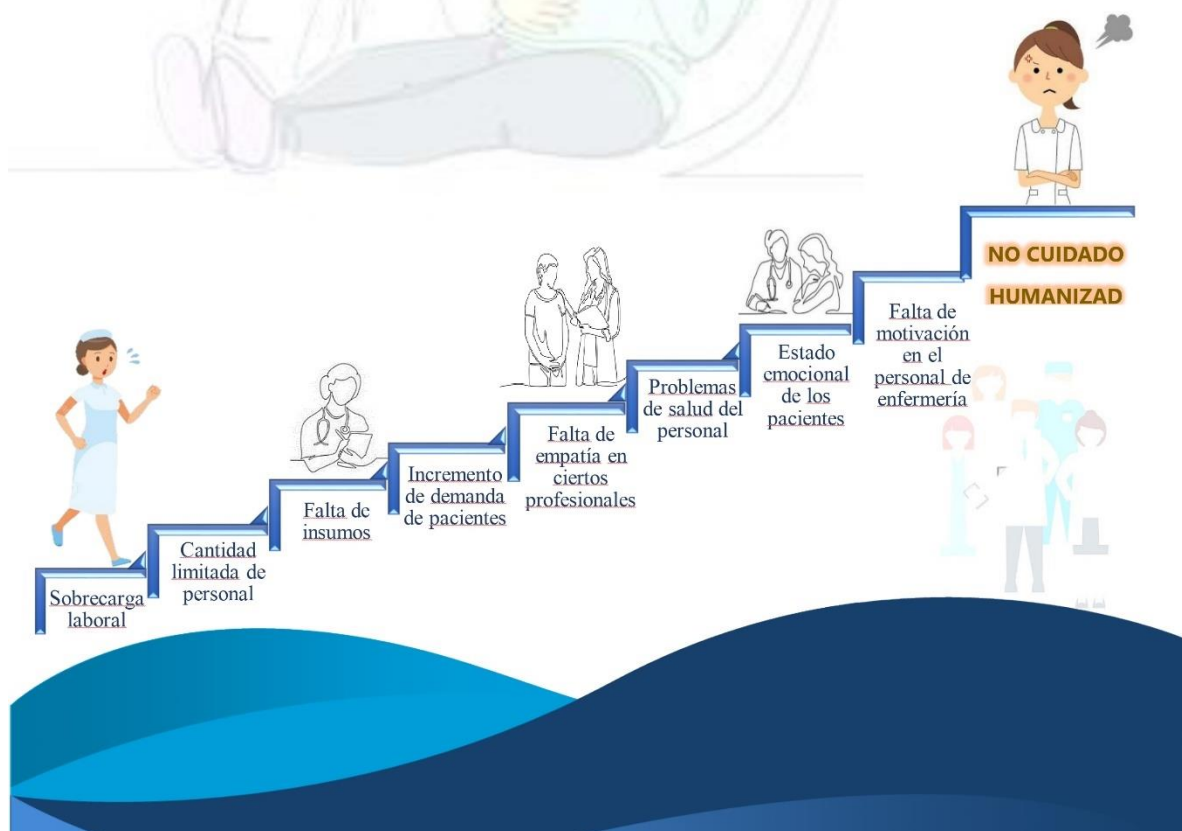 Sobrecarga
laboral
Cantidad
limitada de
personal
Falta de
insumos
Incremento
de demanda
de pacientes
Falta de
empatía en
ciertos
profesionales
Problemas
de salud del
personal
Estado
emocional
de los
pacientes
Falta de
motivación
en el
personal de
enfermería
NO CUIDADO
HUMANIZAD